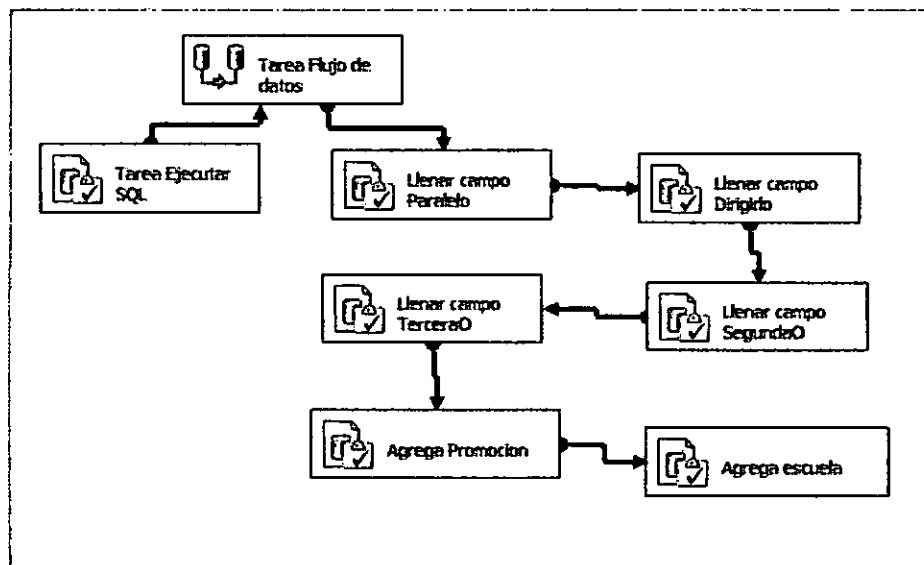 Tarea Flujo de
datos
Tarea Ejecutar
SQL
Llenar campo
Paralelo
Llenar campo
Dirigido
Llenar campo
TerceraO
Llenar campo
SegundaO
Agrega Promocion
Agrega escuela